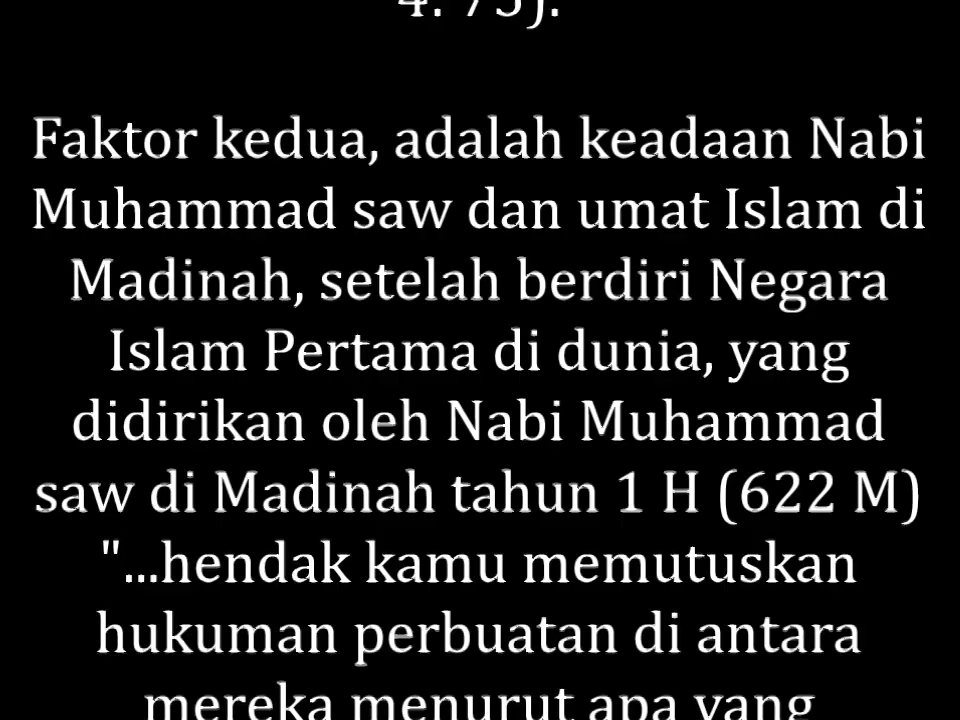 4: 75).
Faktor kedua, adalah keadaan Nabi
Muhammad saw dan umat Islam di
Madinah, setelah berdiri Negara
Islam Pertama di dunia, yang
didirikan oleh Nabi Muhammad
saw di Madinah tahun 1 H (622 M)
"...hendak kamu memutuskan
hukuman perbuatan di antara
mereka menurut apa yang